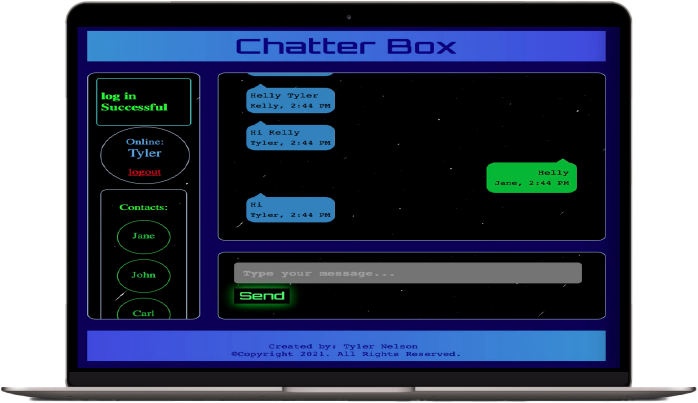 Chatter Box
log in
Successful
Online:
Tyler
logout
Contacts:
Jane
John
Carl
Helly Tyler
Kelly, 2:44 PM
Hi Kelly
Tyler, 2:44 PM
Helly
Jane, 2:44 PM
Hi
Tyler, 2:44 PM
Type your message...
Send
Created by: Tyler Nelson
©Copyright 2021. All Rights Reserved.